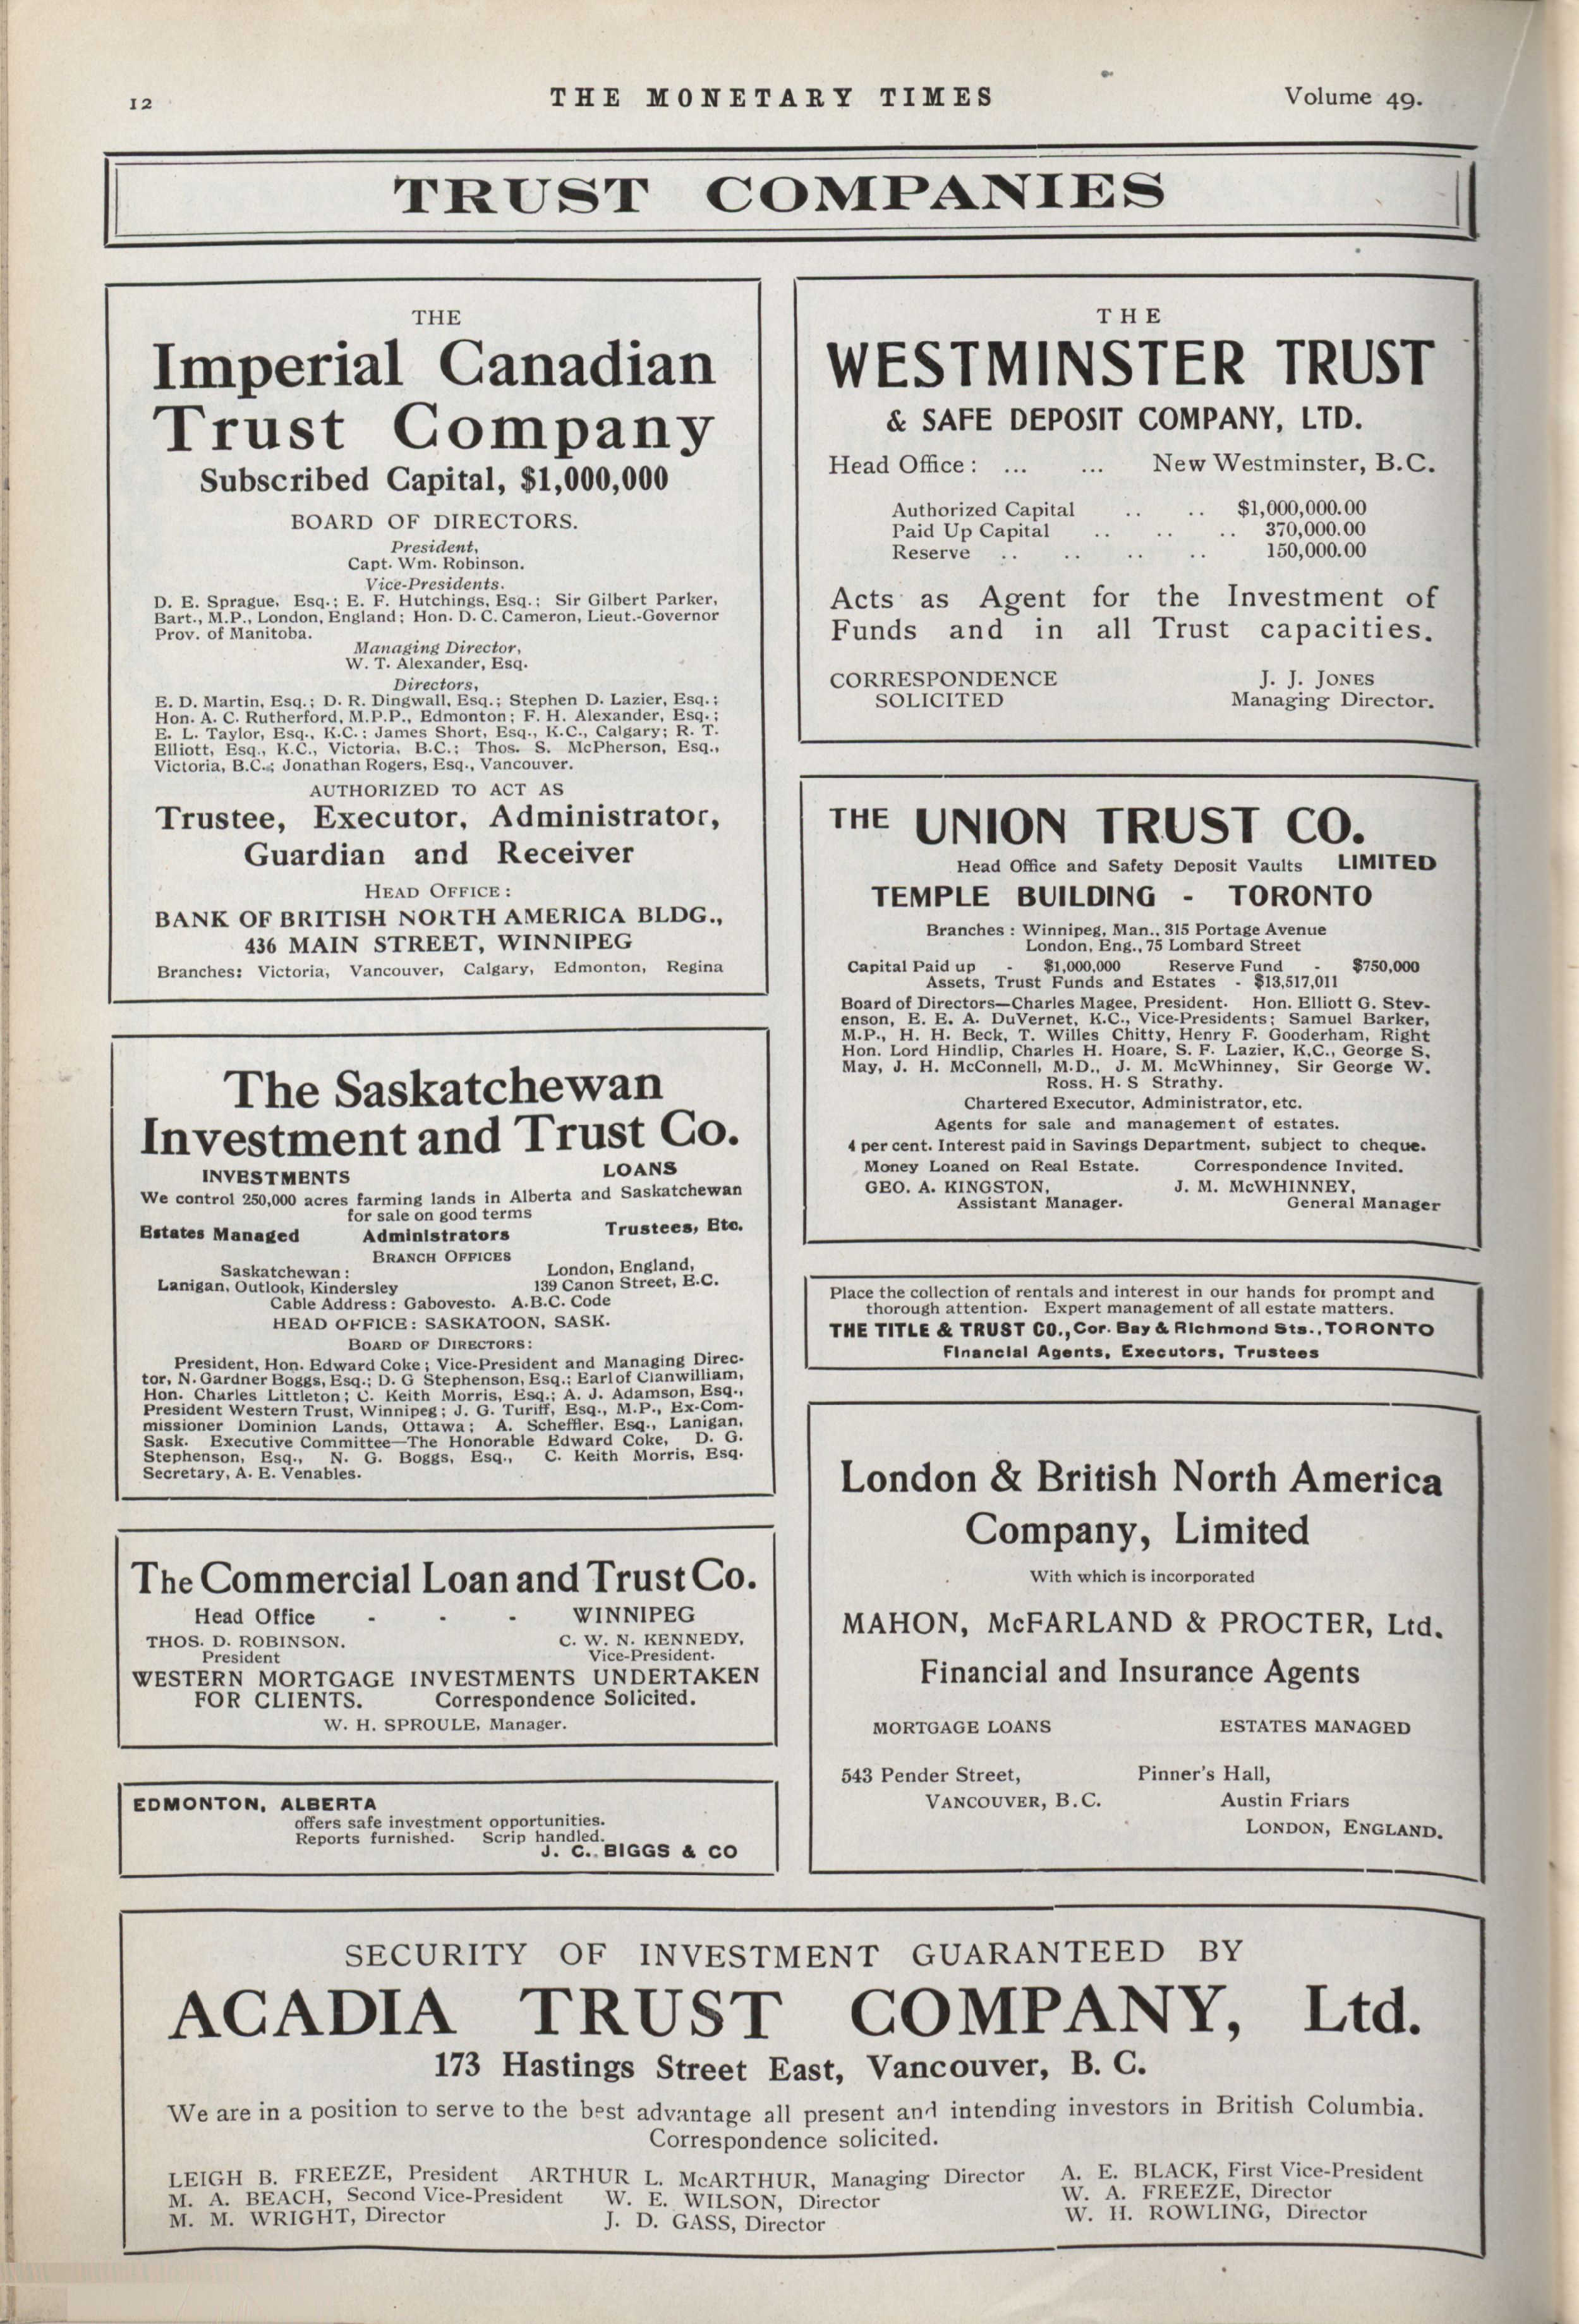 12
THE MONETARY TIMES
Volume 49.
TRUST COMPANIES
THE
Imperial Canadian
Trust Company
Subscribed Capital, $1,000,000
BOARD OF DIRECTORS.
President,
Capt. Wm. Robinson.
Vice-Presidents.
D. E. Sprague, Esq.; E. F. Hutchings, Esq.; Sir Gilbert Parker,
Bart., M.P., London, England; Hon. D. C. Cameron, Lieut.-Governor
Prov. of Manitoba.
Managing Director,
W. T. Alexander, Esq.
Directors,
E. D. Martin, Esq.; D. R. Dingwall, Esq.; Stephen D. Lazier, Esq.;
Hon. A. C. Rutherford, M.P.P., Edmonton; F. H. Alexander, Esq.;
E. L. Taylor, Esq., K.C.; James Short, Esq., K.C., Calgary; R. T.
Elliott, Esq., K.C., Victoria, B.C.; Thos. S. McPherson, Esq.,
Victoria, B.C.; Jonathan Rogers, Esq., Vancouver.
AUTHORIZED TO ACT AS
Trustee, Executor, Administrator,
Guardian and Receiver
HEAD OFFICE:
BANK OF BRITISH NORTH AMERICA BLDG.,
436 MAIN STREET, WINNIPEG
Branches: Victoria, Vancouver, Calgary, Edmonton, Regina
The Saskatchewan
Investment and Trust Co.
INVESTMENTS LOANS
We control 250,000 acres farming lands in Alberta and Saskatchewan
for sale on good terms
Estates Managed Administrators Trustees, Etc.
BRANCH OFFICES
Saskatchewan: London, England,
Lanigan, Outlook, Kindersley 139 Canon Street, E.C.
Cable Address: Gabovesto. A.B.C. Code
HEAD OFFICE: SASKATOON, SASK.
BOARD OF DIRECTORS:
President, Hon. Edward Coke; Vice-President and Managing Direc-
tor, N. Gardner Boggs, Esq.; D. G Stephenson, Esq.; Earl of Clanwilliam,
Hon. Charles Littleton; C. Keith Morris, Esq.; A. J. Adamson, Esq.,
President Western Trust, Winnipeg; J. G. Turiff, Esq., M.P., Ex-Com-
missioner Dominion Lands, Ottawa; A. Scheffler, Esq., Lanigan,
Sask. Executive Committee—The Honorable Edward Coke, D. G.
Stephenson, Esq., N. G. Boggs, Esq., C. Keith Morris, Esq.
Secretary, A. E. Venables.
The Commercial Loan and Trust Co.
Head Office - - - WINNIPEG
THOS. D. ROBINSON. C. W. N. KENNEDY,
President Vice-President.
WESTERN MORTGAGE INVESTMENTS UNDERTAKEN
FOR CLIENTS. Correspondence Solicited.
W. H. SPROULE, Manager.
EDMONTON, ALBERTA
offers safe investment opportunities.
Reports furnished. Scrip handled.
J. C. BIGGS & CO
THE
WESTMINSTER TRUST
& SAFE DEPOSIT COMPANY, LTD.
Head Office: ... ... New Westminster, B.C.
Authorized Capital .. .. $1,000,000.00
Paid Up Capital .. .. .. 370,000.00
Reserve .. .. .. .. 150,000.00
Acts as Agent for the Investment of
Funds and in all Trust capacities.
CORRESPONDENCE J. J. JONES
SOLICITED Managing Director.
THE UNION TRUST CO.
Head Office and Safety Deposit Vaults LIMITED
TEMPLE BUILDING - TORONTO
Branches: Winnipeg, Man., 315 Portage Avenue
London, Eng., 75 Lombard Street
Capital Paid up - $1,000,000 Reserve Fund - $750,000
Assets, Trust Funds and Estates - $13,517,011
Board of Directors—Charles Magee, President. Hon. Elliott G. Stev-
enson, E. E. A. DuVernet, K.C., Vice-Presidents; Samuel Barker,
M.P., H. H. Beck, T. Willes Chitty, Henry F. Gooderham, Right
Hon. Lord Hindlip, Charles H. Hoare, S. F. Lazier, K.C., George S.
May, J. H. McConnell, M.D., J. M. McWhinney, Sir George W.
Ross, H. S Strathy.
Chartered Executor, Administrator, etc.
Agents for sale and management of estates.
4 per cent. Interest paid in Savings Department, subject to cheque.
Money Loaned on Real Estate. Correspondence Invited.
GEO. A. KINGSTON, J. M. McWHINNEY,
Assistant Manager. General Manager
Place the collection of rentals and interest in our hands for prompt and
thorough attention. Expert management of all estate matters.
THE TITLE & TRUST CO., Cor. Bay & Richmond Sts., TORONTO
Financial Agents, Executors, Trustees
London & British North America
Company, Limited
With which is incorporated
MAHON, McFARLAND & PROCTER, Ltd.
Financial and Insurance Agents
MORTGAGE LOANS ESTATES MANAGED
543 Pender Street, Pinner's Hall,
VANCOUVER, B.C. Austin Friars
LONDON, ENGLAND.
SECURITY OF INVESTMENT GUARANTEED BY
ACADIA TRUST COMPANY, Ltd.
173 Hastings Street East, Vancouver, B. C.
We are in a position to serve to the best advantage all present and intending investors in British Columbia.
Correspondence solicited.
LEIGH B. FREEZE, President ARTHUR L. McARTHUR, Managing Director A. E. BLACK, First Vice-President
M. A. BEACH, Second Vice-President W. E. WILSON, Director W. A. FREEZE, Director
M. M. WRIGHT, Director J. D. GASS, Director W. H. ROWLING, Director